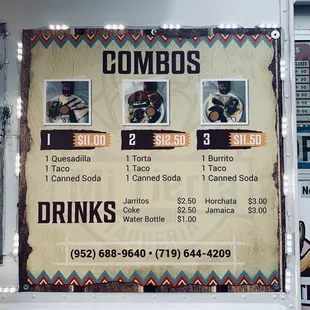 COMBOS
1 $11.00 2 $12.50 3 $11.50
1 Quesadilla 1 Torta 1 Burrito
1 Taco 1 Taco 1 Taco
1 Canned Soda 1 Canned Soda 1 Canned Soda
DRINKS
Jarritos $2.50 Horchata $3.00
Coke $2.50 Jamaica $3.00
Water Bottle $1.00
(952) 688-9640 • (719) 644-4209